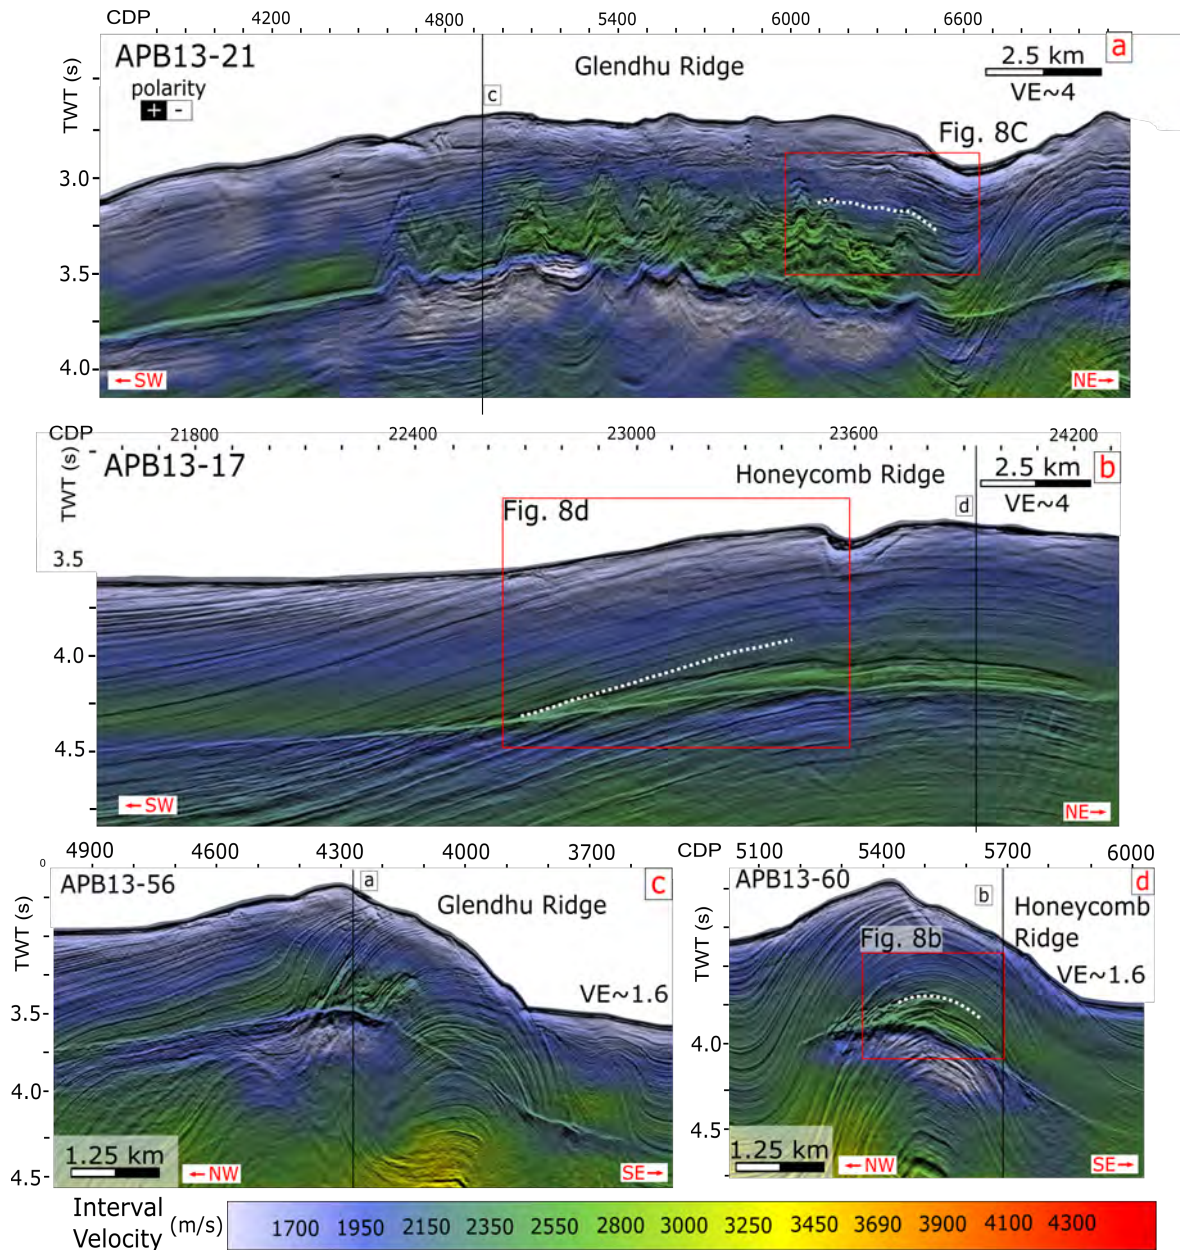 CDP 4200 4800 5400 6000 6600
APB13-21
polarity
+ -
Glendhu Ridge
2.5 km
VE~4
a
c
Fig. 8C
TWT (s)
3.0
3.5
4.0
← SW
NE→
CDP 21800 22400 23000 23600 24200
APB13-17
Honeycomb Ridge
2.5 km
VE~4
b
d
Fig. 8d
TWT (s)
3.5
4.0
4.5
← SW
NE→
4900 4600 4300 4000 3700
0
APB13-56
a
c
Glendhu Ridge
VE~1.6
TWT (s)
3.5
4.0
4.5
1.25 km
← NW
SE →
CDP 5100 5400 5700 6000
APB13-60
b
d
Honeycomb
Ridge
Fig. 8b
VE~1.6
TWT (s)
4.0
4.5
1.25 km
← NW
SE →
Interval
Velocity (m/s)
1700 1950 2150 2350 2550 2800 3000 3250 3450 3690 3900 4100 4300